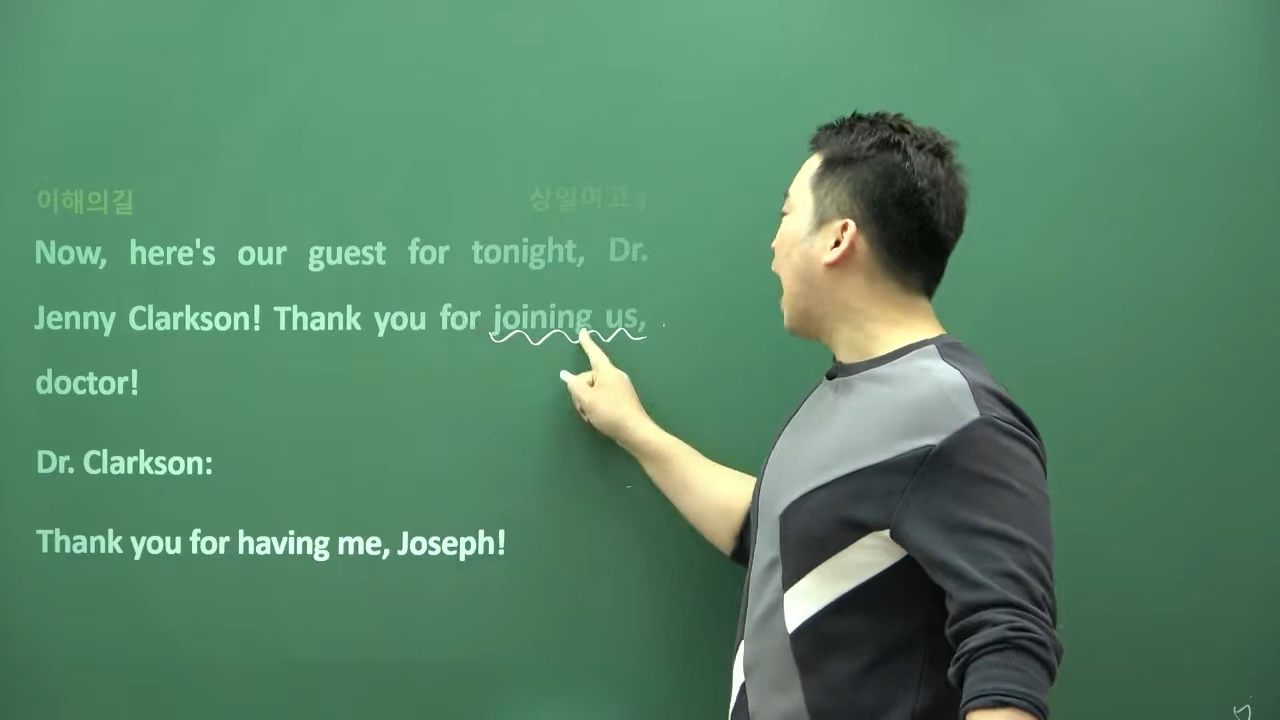 이해의길 상일여고
Now, here's our guest for tonight, Dr.
Jenny Clarkson! Thank you for joining us,
doctor!
Dr. Clarkson:
Thank you for having me, Joseph!